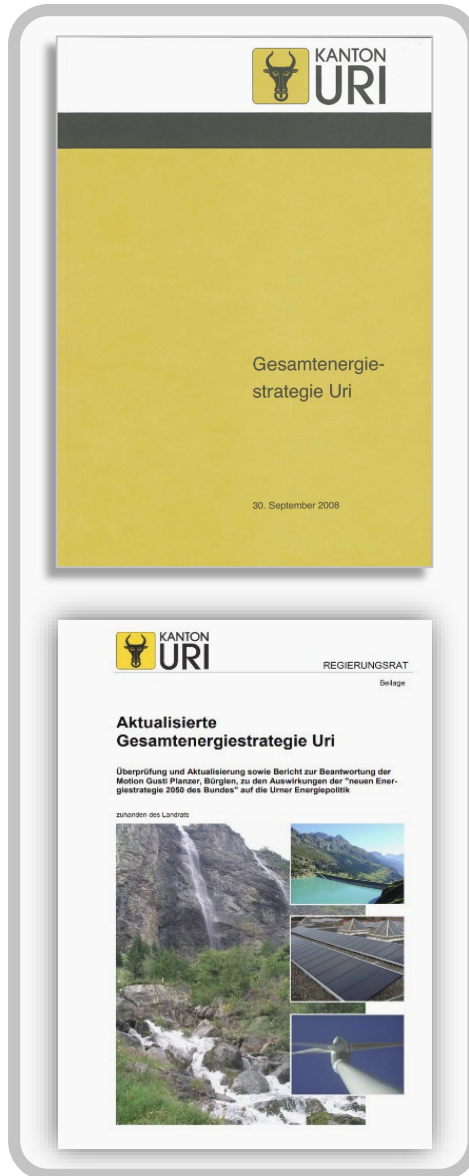 KANTON
URI
Gesamtenergie-
strategie Uri
30. September 2008
KANTON
URI
REGIERUNGSRAT
Beilage
Aktualisierte
Gesamtenergiestrategie Uri
Überprüfung und Aktualisierung sowie Bericht zur Beantwortung der
Motion Gusti Planzer, Bürglen, zu den Auswirkungen der "neuen Ener-
giestrategie 2050 des Bundes" auf die Urner Energiepolitik
zuhanden des Landrats